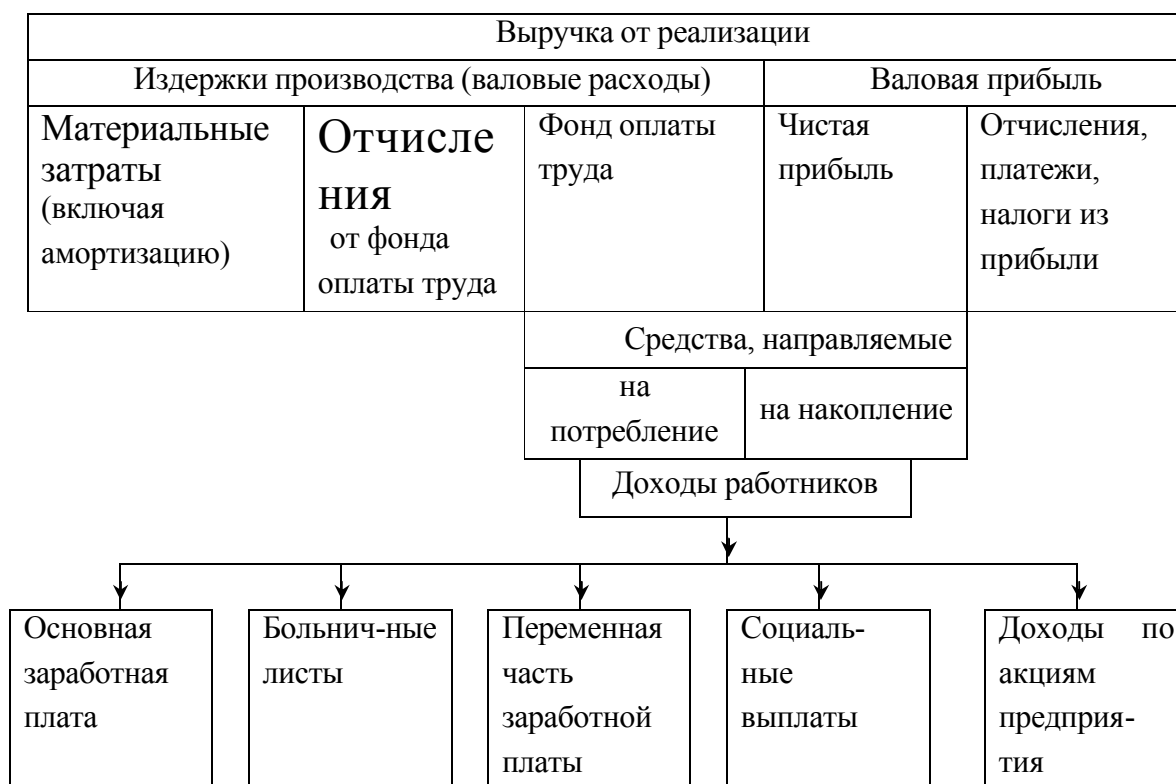 Выручка от реализации
Издержки производства (валовые расходы)
Валовая прибыль
Материальные
затраты
(включая
амортизацию)
Отчисле
ния
от фонда
оплаты труда
Фонд оплаты
труда
Чистая
прибыль
Отчисления,
платежи,
налоги из
прибыли
Средства, направляемые
на
потребление
на накопление
Доходы работников
Основная
заработная
плата
Больнич-ные
листы
Переменная
часть
заработной
платы
Социаль-
ные
выплаты
Доходы по
акциям
предприя-
тия